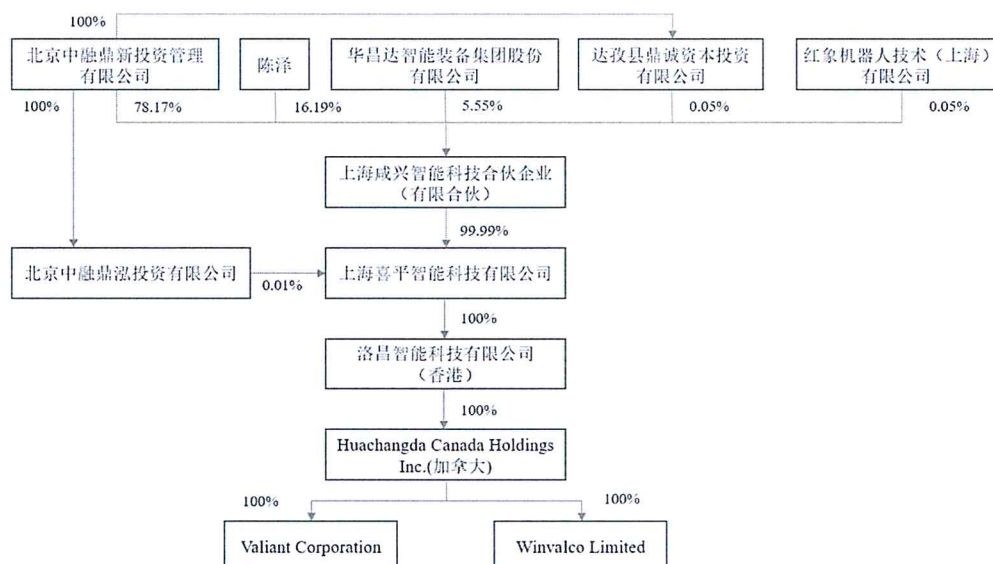 100%
北京中融鼎新投资管理
有限公司
陈泽
华昌达智能装备集团股份
有限公司
达孜县鼎诚资本投资
有限公司
红象机器人技术（上海）
有限公司
100%
78.17%
16.19%
5.55%
0.05%
0.05%
上海咸兴智能科技合伙企业
（有限合伙）
99.99%
北京中融鼎泓投资有限公司
0.01%
上海喜平智能科技有限公司
100%
洛昌智能科技有限公司
（香港）
100%
Huachangda Canada Holdings
Inc.(加拿大)
100%
100%
Valiant Corporation
Winvalco Limited